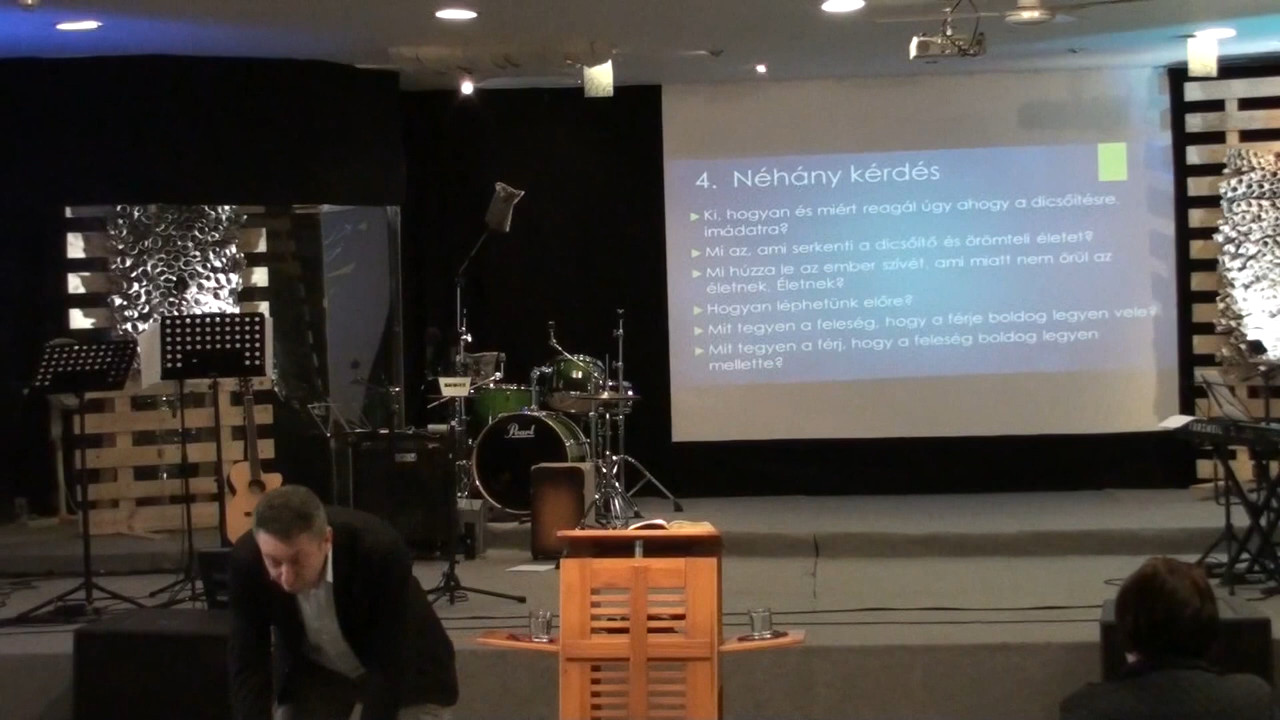 4. Néhány kérdés
Ki, hogyan és miért reagál úgy ahogy a dicsőítésre,
imádatra?
Mi az, ami serkenti a dicsőítő és örömteli életet?
Mi húzza le az ember szívét, ami miatt nem örül az
életnek, Életnek?
Hogyan léphetünk előre?
Mit tegyen a feleség, hogy a férje boldog legyen vele?
Mit tegyen a férj, hogy a feleség boldog legyen
mellette?
Pearl